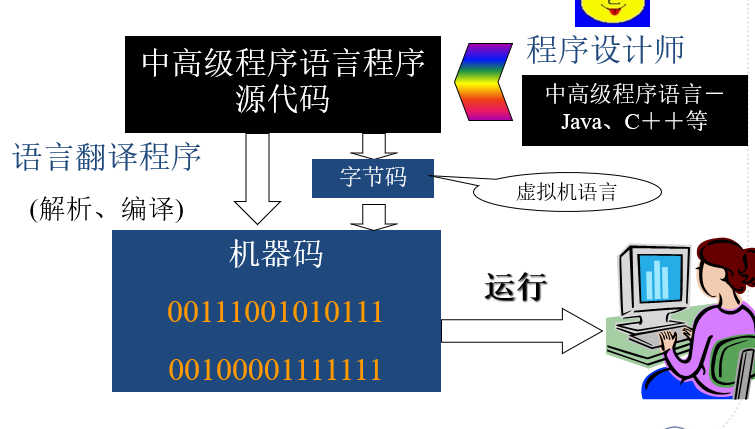 中高级程序语言程序
源代码
程序设计师
中高级程序语言－
Java、C＋＋等
语言翻译程序
(解析、编译)
字节码
虚拟机语言
机器码
00111001010111
00100001111111
运行